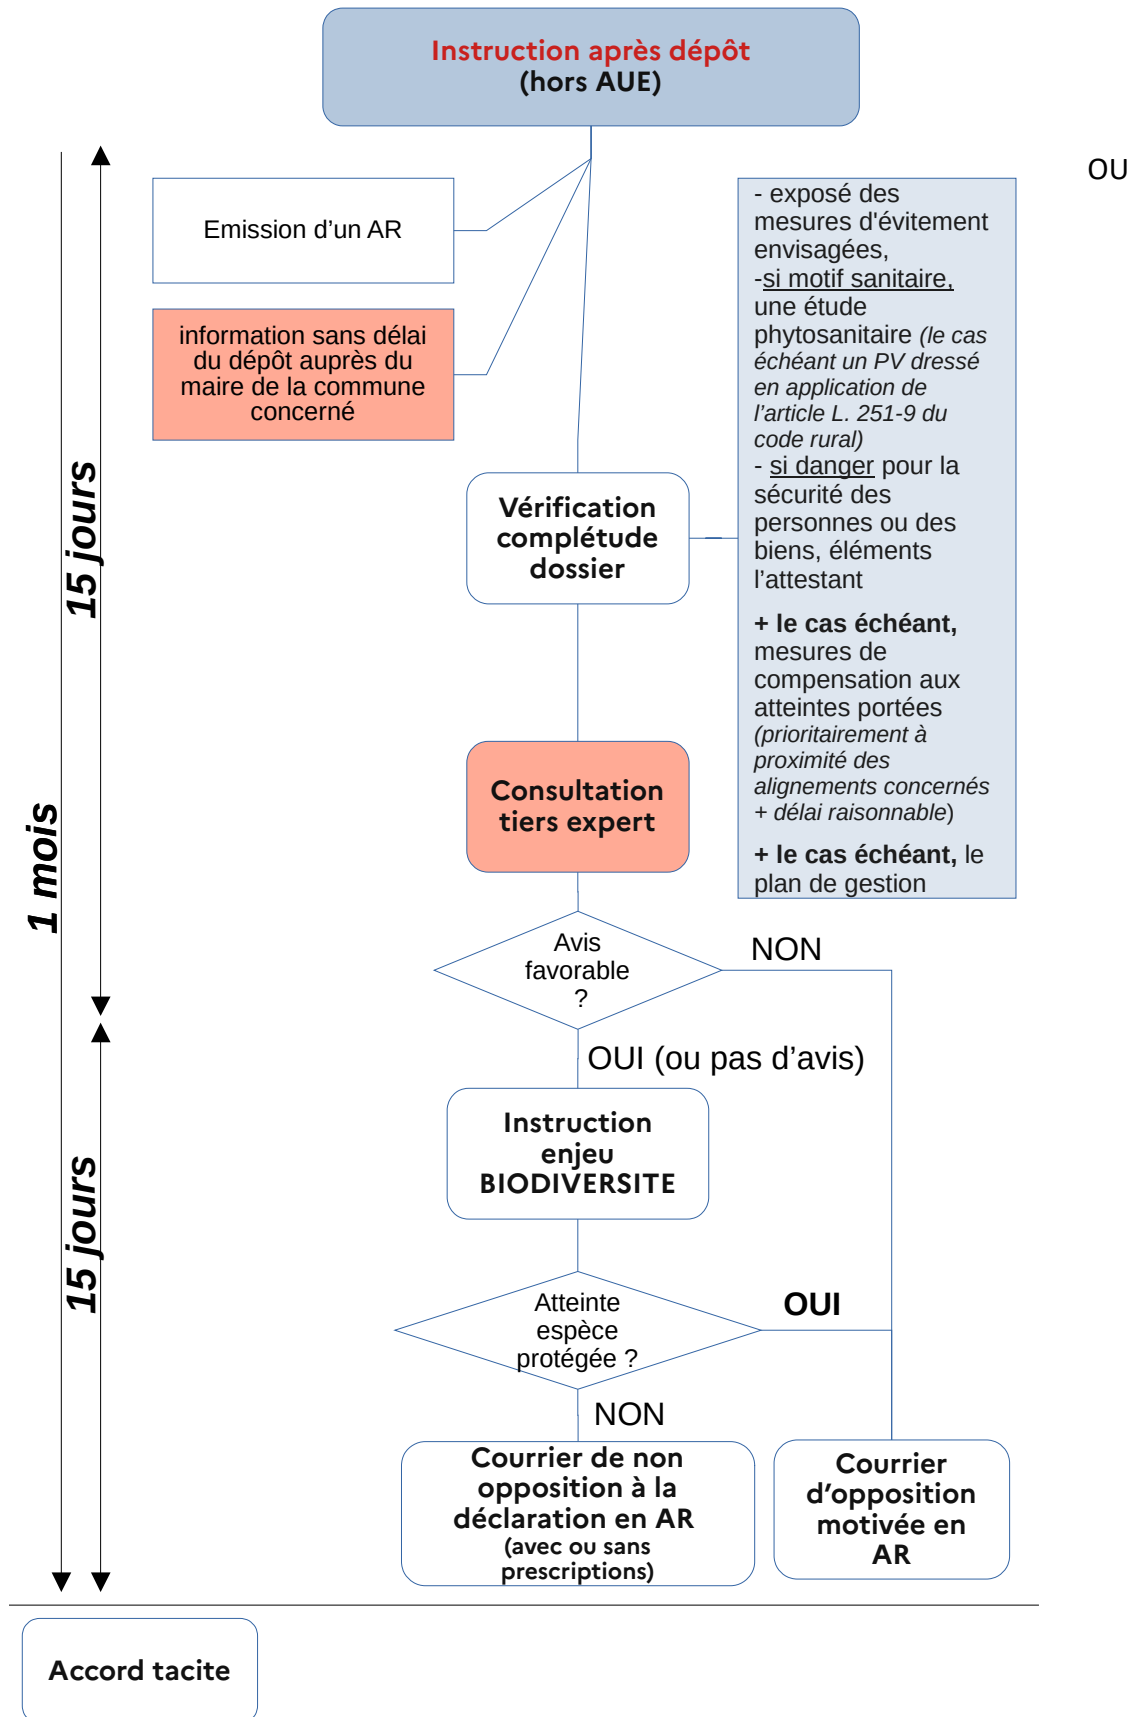 Instruction après dépôt
(hors AUE)
OU
Emission d’un AR
information sans délai
du dépôt auprès du
maire de la commune
concerné
15 jours
1 mois
15 jours
Vérification
complétude
dossier
- exposé des
mesures d'évitement
envisagées,
-si motif sanitaire,
une étude
phytosanitaire (le cas
échéant un PV dressé
en application de
l’article L. 251-9 du
code rural)
- si danger pour la
sécurité des
personnes ou des
biens, éléments
l’attestant
+ le cas échéant,
mesures de
compensation aux
atteintes portées
(prioritairement à
proximité des
alignements concernés
+ délai raisonnable)
+ le cas échéant, le
plan de gestion
Consultation
tiers expert
Avis
favorable
?
NON
OUI (ou pas d’avis)
Instruction
enjeu
BIODIVERSITE
Atteinte
espèce
protégée ?
OUI
NON
Courrier de non
opposition à la
déclaration en AR
(avec ou sans
prescriptions)
Courrier
d’opposition
motivée en
AR
Accord tacite